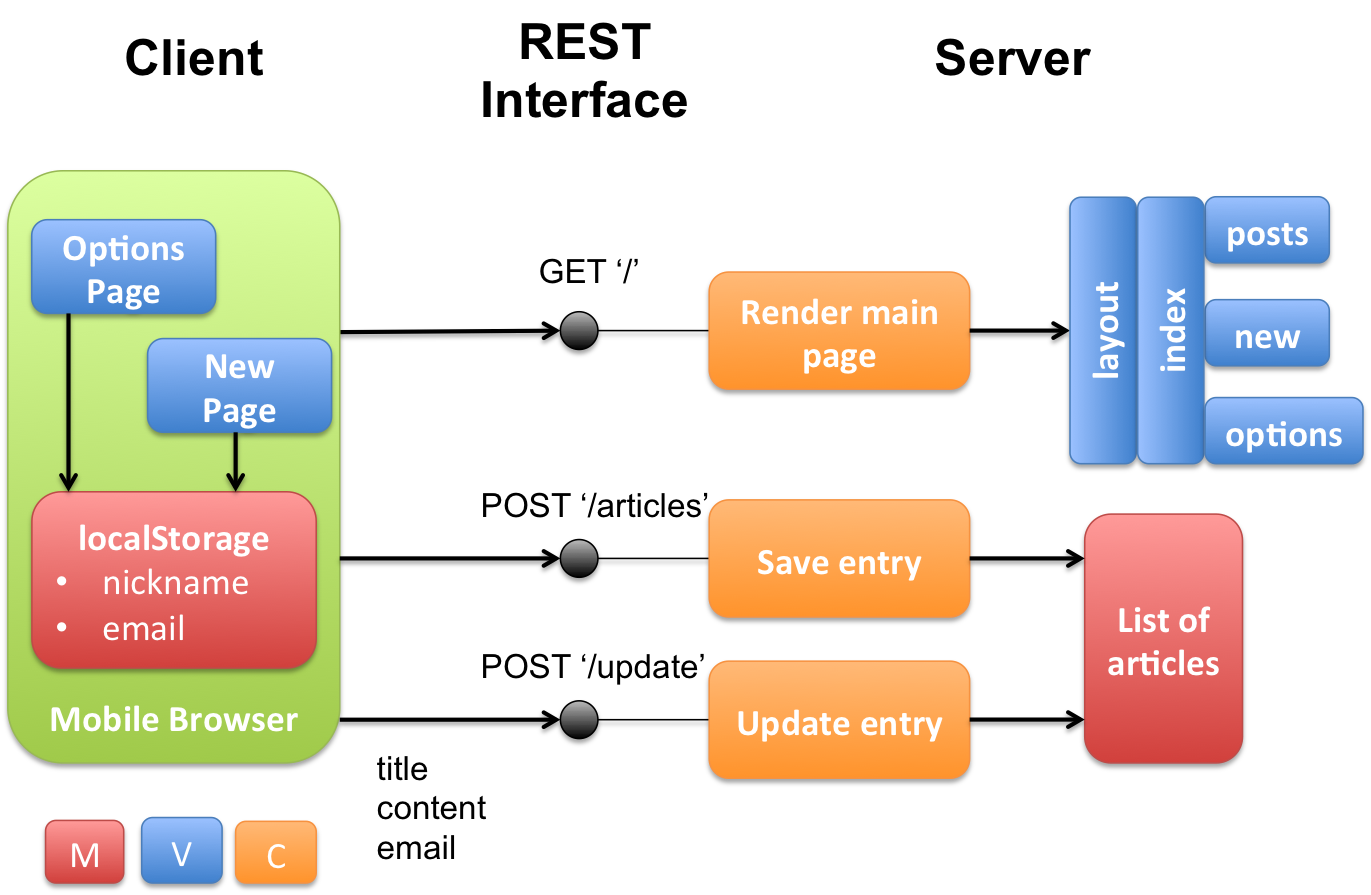 Client
REST
Interface
Server
Options
Page
New
Page
localStorage
• nickname
• email
Mobile Browser
GET ‘/’
POST ‘/articles’
POST ‘/update’
title
content
email
Render main
page
Save entry
Update entry
layout
index
posts
new
options
List of
articles
M
V
C